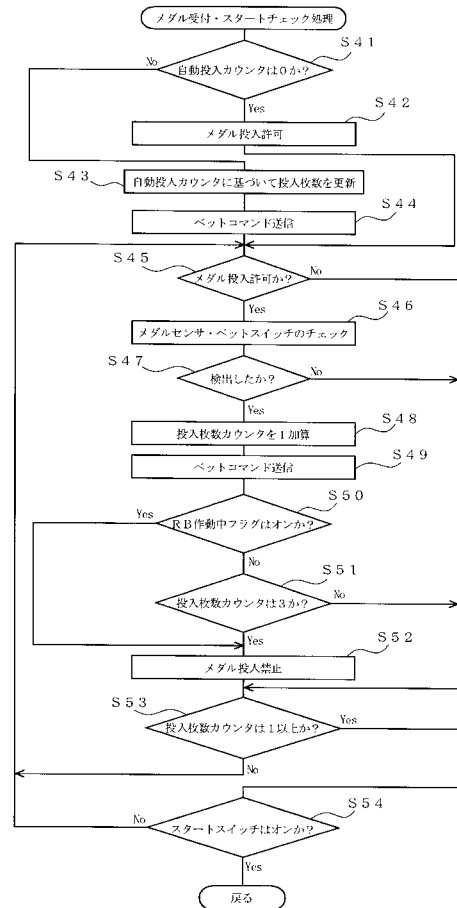 メダル受付・スタートチェック処理
S41
自動投入カウンタは0か？
No
Yes
S42
メダル投入許可
S43
自動投入カウンタに基づいて投入枚数を更新
S44
ベットコマンド送信
S45
メダル投入許可か？
No
Yes
S46
メダルセンサ・ベットスイッチのチェック
S47
検出したか？
No
Yes
S48
投入枚数カウンタを1加算
S49
ベットコマンド送信
S50
RB作動中フラグはオンか？
Yes
No
S51
投入枚数カウンタは3か？
No
Yes
S52
メダル投入禁止
S53
投入枚数カウンタは1以上か？
Yes
No
S54
スタートスイッチはオンか？
No
Yes
戻る